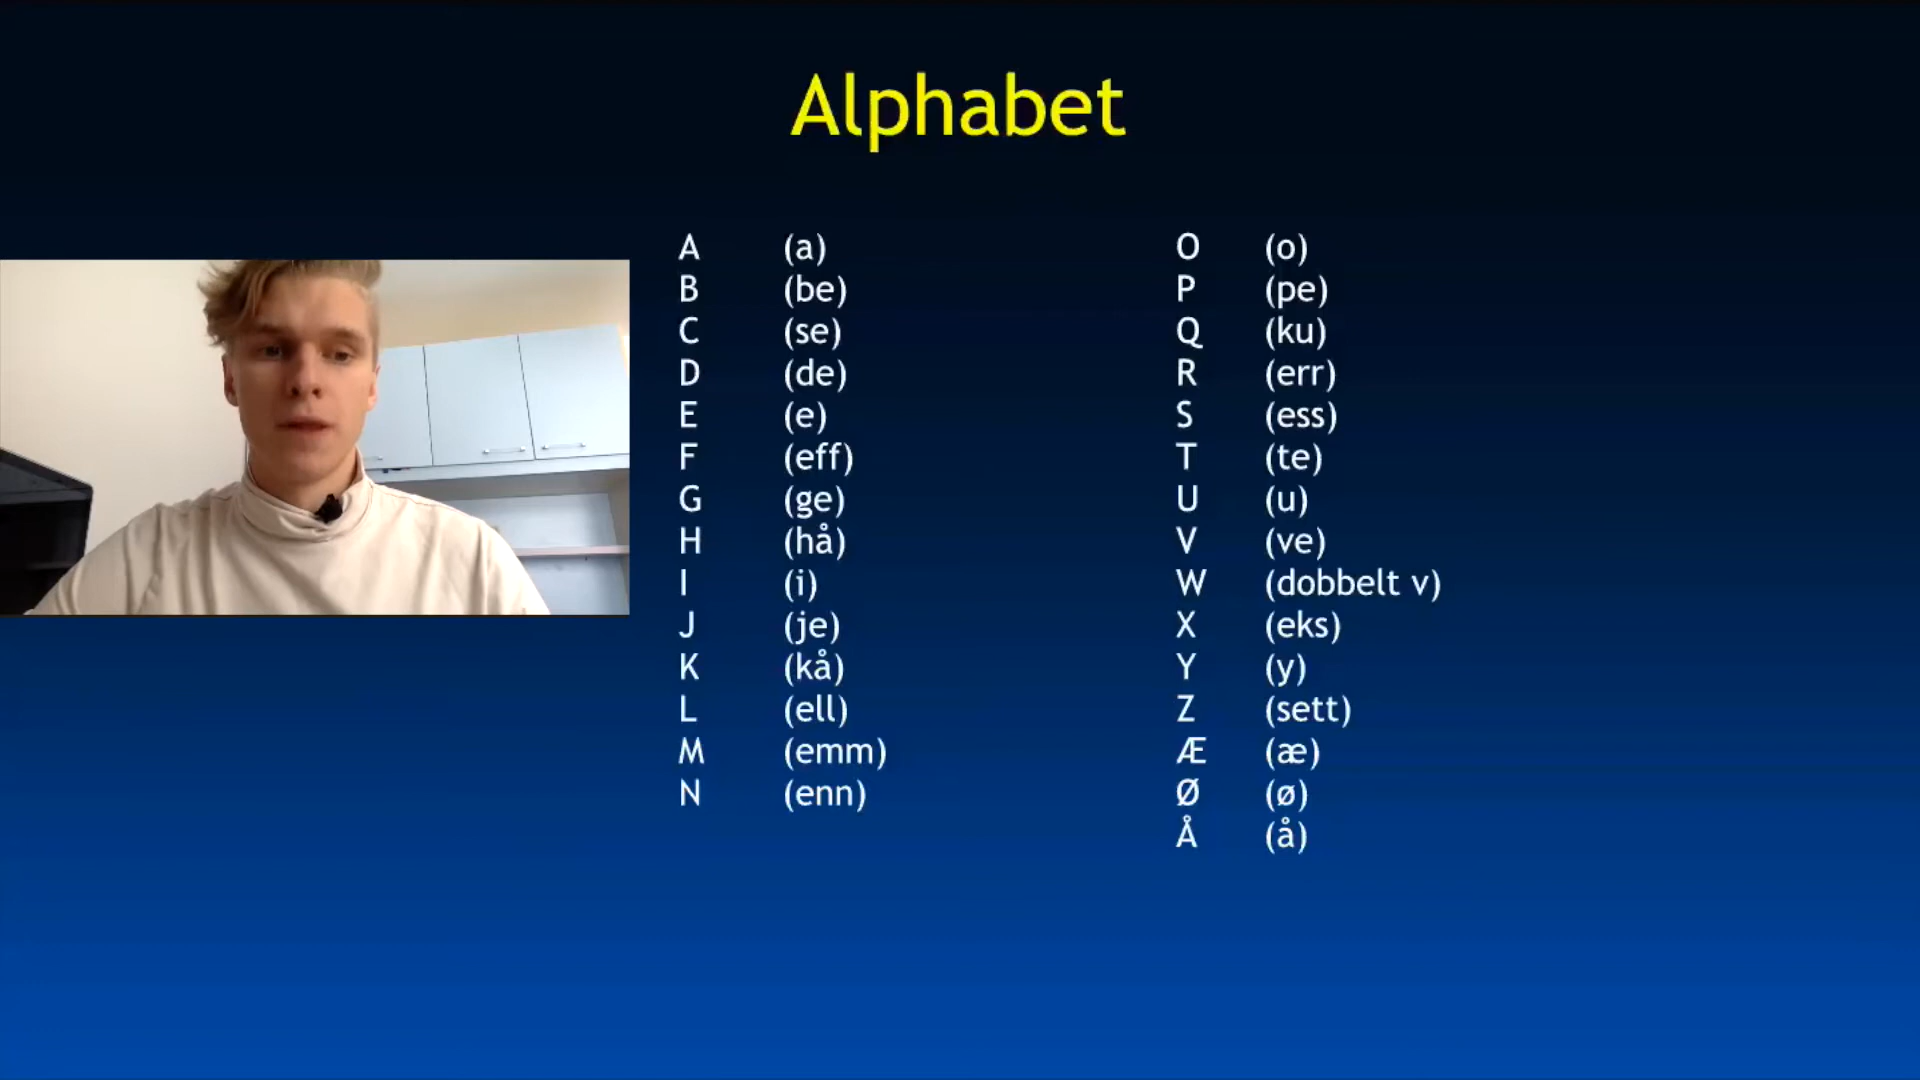 Alphabet
A (a)
B (be)
C (se)
D (de)
E (e)
F (eff)
G (ge)
H (hå)
I (i)
J (je)
K (kå)
L (ell)
M (emm)
N (enn)
O (o)
P (pe)
Q (ku)
R (err)
S (ess)
T (te)
U (u)
V (ve)
W (dobbelt v)
X (eks)
Y (y)
Z (sett)
Æ (æ)
Ø (ø)
Å (å)